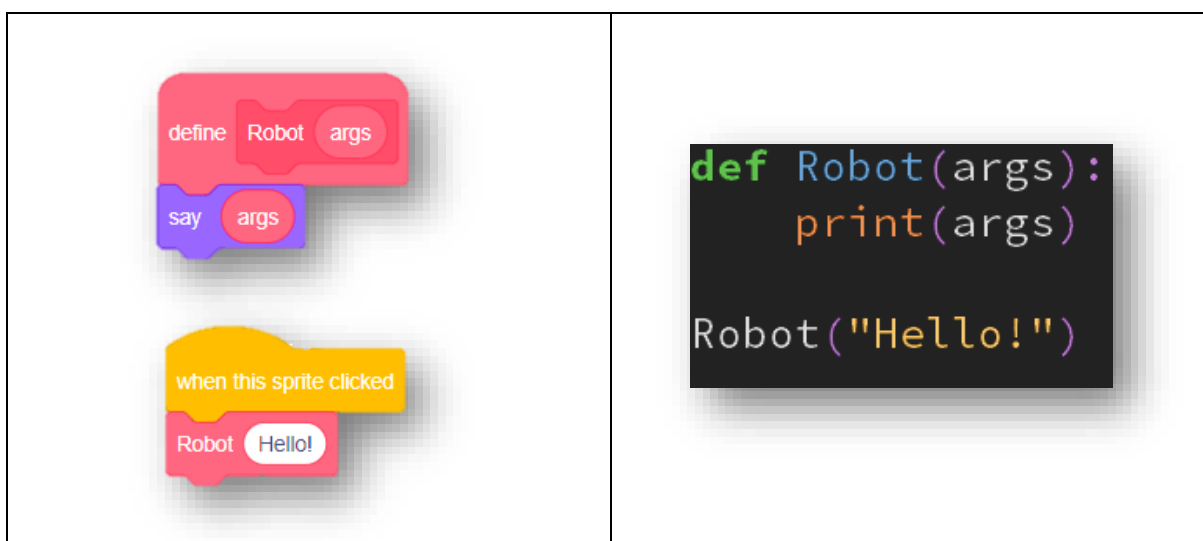 define Robot args
say args
when this sprite clicked
Robot Hello!
def Robot(args):
    print(args)
Robot("Hello!")